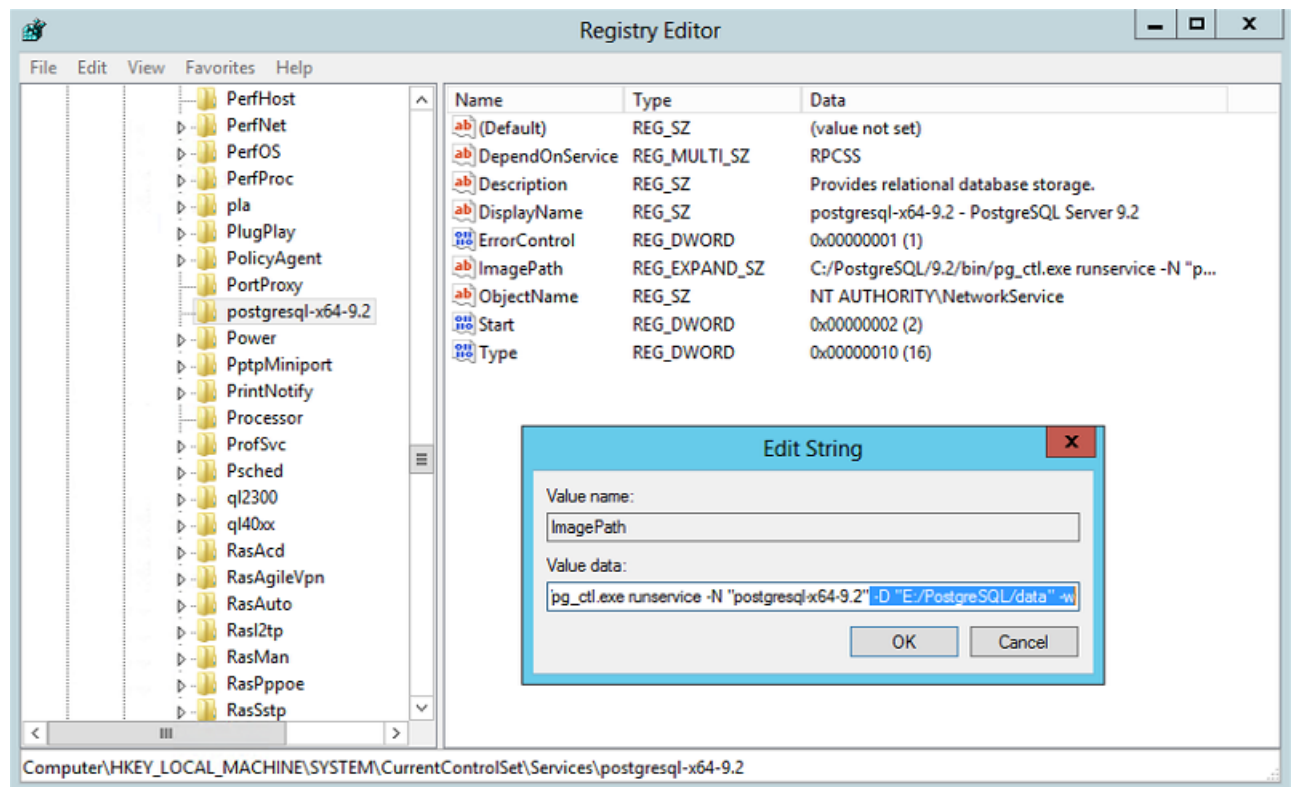 Registry Editor
File Edit View Favorites Help
PerfHost
PerfNet
PerfOS
PerfProc
pla
PlugPlay
PolicyAgent
PortProxy
postgresql-x64-9.2
Power
PptpMiniport
PrintNotify
Processor
ProfSvc
Psched
ql2300
ql40xx
RasAcd
RasAgileVpn
RasAuto
Rasl2tp
RasMan
RasPppoe
RasSstp
Name Type Data
(Default) REG_SZ (value not set)
DependOnService REG_MULTI_SZ RPCSS
Description REG_SZ Provides relational database storage.
DisplayName REG_SZ postgresql-x64-9.2 - PostgreSQL Server 9.2
ErrorControl REG_DWORD 0x00000001 (1)
ImagePath REG_EXPAND_SZ C:/PostgreSQL/9.2/bin/pg_ctl.exe runservice -N "p...
ObjectName REG_SZ NT AUTHORITY\NetworkService
Start REG_DWORD 0x00000002 (2)
Type REG_DWORD 0x00000010 (16)
Edit String
Value name:
ImagePath
Value data:
pg_ctl.exe runservice -N "postgresql-x64-9.2" -D "E:/PostgreSQL/data" -w
OK Cancel
Computer\HKEY_LOCAL_MACHINE\SYSTEM\CurrentControlSet\Services\postgresql-x64-9.2